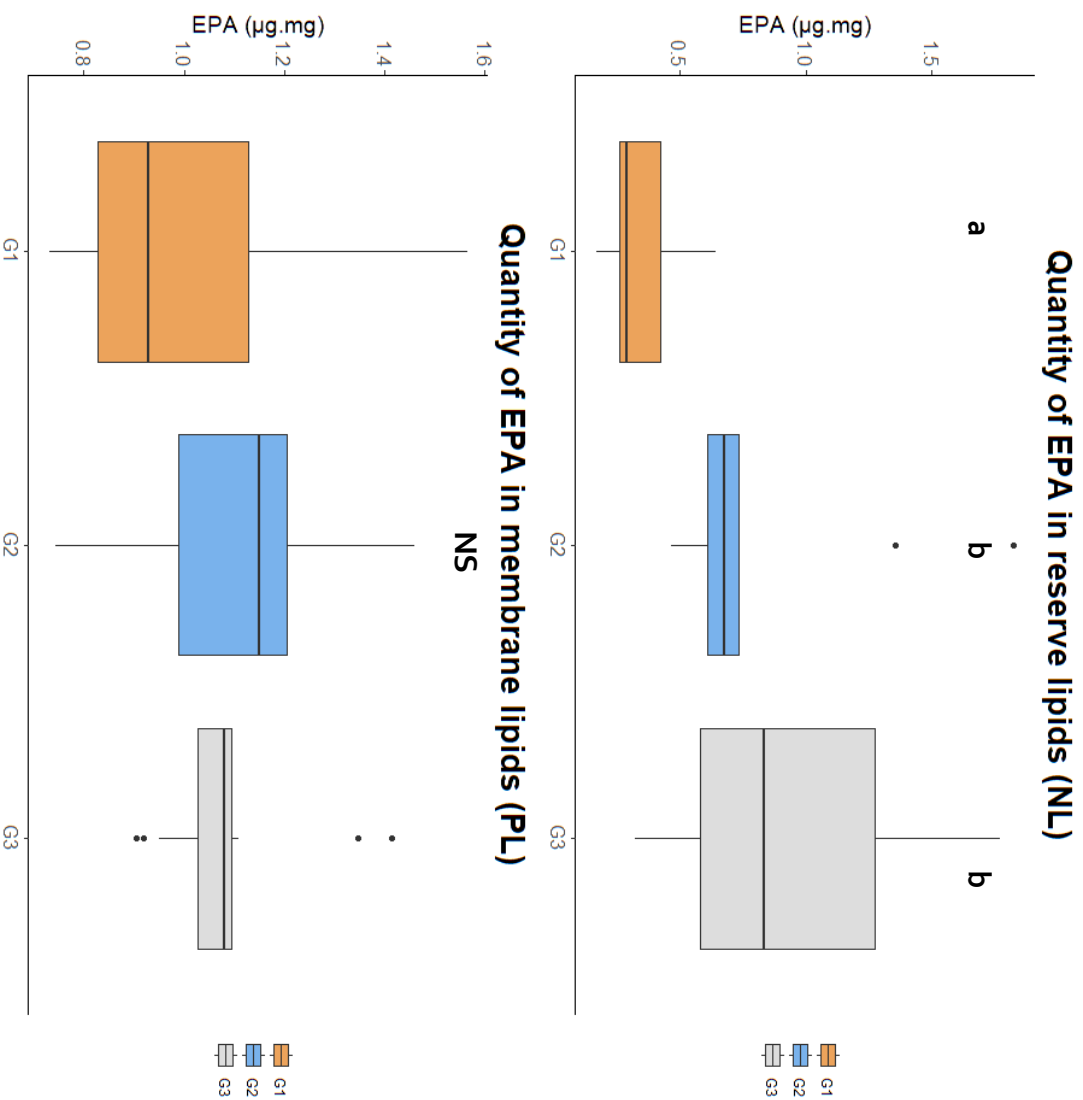 Quantity of EPA in reserve lipids (NL)
EPA (µg.mg)
1.5
1.0
0.5
a
b
b
G1
G2
G3
G1
G2
G3
Quantity of EPA in membrane lipids (PL)
EPA (µg.mg)
1.6
1.4
1.2
1.0
0.8
NS
G1
G2
G3
G1
G2
G3